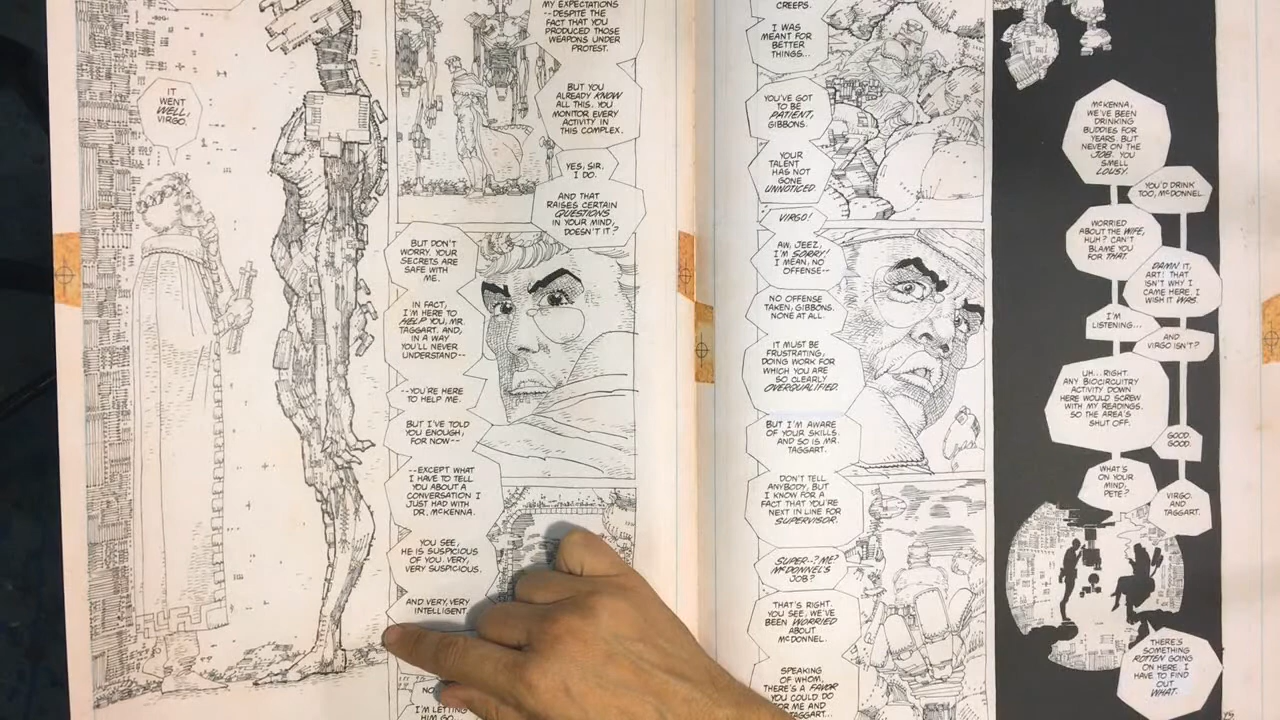 IT
WENT
WELL,
VIRGO.
MY EXPECTATIONS
--DESPITE THE
FACT THAT YOU
PRODUCED THOSE
WEAPONS UNDER
PROTEST.
BUT YOU
ALREADY KNOW
ALL THIS. YOU
MONITOR EVERY
ACTIVITY IN
THIS COMPLEX.
YES, SIR.
I DO.
AND THAT
RAISES CERTAIN
QUESTIONS
IN YOUR MIND,
DOESN'T IT?
BUT DON'T
WORRY. YOUR
SECRETS ARE
SAFE WITH
ME.
IN FACT,
I'M HERE TO
HELP YOU, MR.
TAGGART. AND,
IN A WAY
YOU'LL NEVER
UNDERSTAND--
--YOU'RE HERE
TO HELP ME.
BUT I'VE TOLD
YOU ENOUGH,
FOR NOW--
--EXCEPT WHAT
I HAVE TO TELL
YOU ABOUT A
CONVERSATION I
JUST HAD WITH
DR. MCKENNA.
YOU SEE,
HE IS SUSPICIOUS
OF YOU. VERY,
VERY SUSPICIOUS.
AND VERY, VERY
INTELLIGENT.
I'M LETTING
HIM GO...
CREEPS.
I WAS
MEANT FOR
BETTER
THINGS...
YOU'VE GOT
TO BE
PATIENT,
GIBBONS.
YOUR
TALENT
HAS NOT
GONE
UNNOTICED.
VIRGO!
AW, JEEZ,
I'M SORRY!
I MEAN, NO
OFFENSE--
NO OFFENSE
TAKEN, GIBBONS.
NONE AT ALL.
IT MUST BE
FRUSTRATING,
DOING WORK FOR
WHICH YOU ARE
SO CLEARLY
OVERQUALIFIED.
BUT I'M AWARE
OF YOUR SKILLS.
AND SO IS MR.
TAGGART.
DON'T TELL
ANYBODY, BUT
I KNOW FOR A
FACT THAT YOU'RE
NEXT IN LINE FOR
SUPERVISOR.
SUPER--? ME?
MCDONNEL'S
JOB?
THAT'S RIGHT.
YOU SEE, WE'VE
BEEN WORRIED
ABOUT
MCDONNEL.
SPEAKING
OF WHOM,
THERE'S A FAVOR
YOU COULD DO
FOR ME AND
TAGGART...
MCKENNA,
WE'VE BEEN
DRINKING
BUDDIES FOR
YEARS. BUT
NEVER ON THE
JOB. YOU
SMELL
LOUSY.
YOU'D DRINK
TOO, MCDONNEL.
WORRIED
ABOUT THE WIFE,
HUH? CAN'T
BLAME YOU
FOR THAT.
DAMN IT,
ART! THAT
ISN'T WHY I
CAME HERE. I
WISH IT WAS.
I'M
LISTENING...
AND
VIRGO ISN'T?
UH... RIGHT.
ANY BIOCIRCUITRY
ACTIVITY DOWN
HERE WOULD SCREW
WITH MY READINGS.
SO THE AREA'S
SHUT OFF.
GOOD.
GOOD.
WHAT'S
ON YOUR
MIND,
PETE?
VIRGO.
AND
TAGGART.
THERE'S
SOMETHING
ROTTEN GOING
ON HERE. I
HAVE TO FIND
OUT
WHAT.